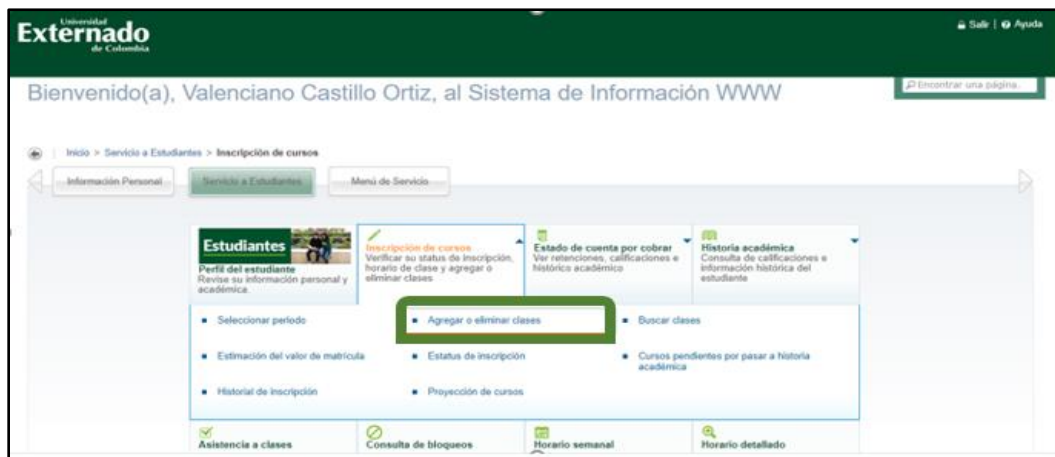 Universidad
Externado
de Colombia
Salir | Ayuda
Bienvenido(a), Valenciano Castillo Ortiz, al Sistema de Información WWW
Encontrar una página.
Inicio > Servicio a Estudiantes > Inscripción de cursos
Información Personal
Servicio a Estudiantes
Menú de Servicio
Estudiantes
Perfil del estudiante
Revise su información personal y
académica.
Inscripción de cursos
Verificar su status de inscripción,
horario de clase y agregar o
eliminar clases
Estado de cuenta por cobrar
Ver retenciones, calificaciones e
histórico académico
Historia académica
Consulta de calificaciones e
información histórica del
estudiante
Seleccionar periodo
Agregar o eliminar clases
Buscar clases
Estimación del valor de matrícula
Estatus de inscripción
Cursos pendientes por pasar a historia
académica
Historial de inscripción
Proyección de cursos
Asistencia a clases
Consulta de bloqueos
Horario semanal
Horario detallado